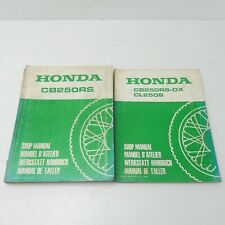 HONDA
CB250RS
SHOP MANUAL
MANUEL D'ATELIER
WERKSTATT-HANDBUCH
MANUAL DE TALLER
HONDA
CB250RS-DX
CL250S
SHOP MANUAL
MANUEL D'ATELIER
WERKSTATT-HANDBUCH
MANUAL DE TALLER